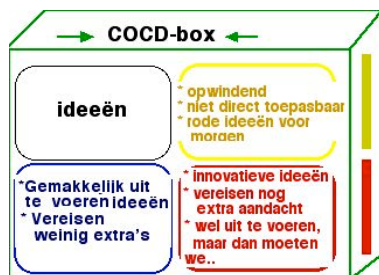 COCD-box
ideeën
* opwindend
* niet direct toepasbaar
* rode ideeën voor
morgen
*Gemakkelijk uit
te voeren ideeën
* Vereisen
weinig extra's
* innovatieve ideeën
* vereisen nog
extra aandacht
* wel uit te voeren,
maar dan moeten
we..